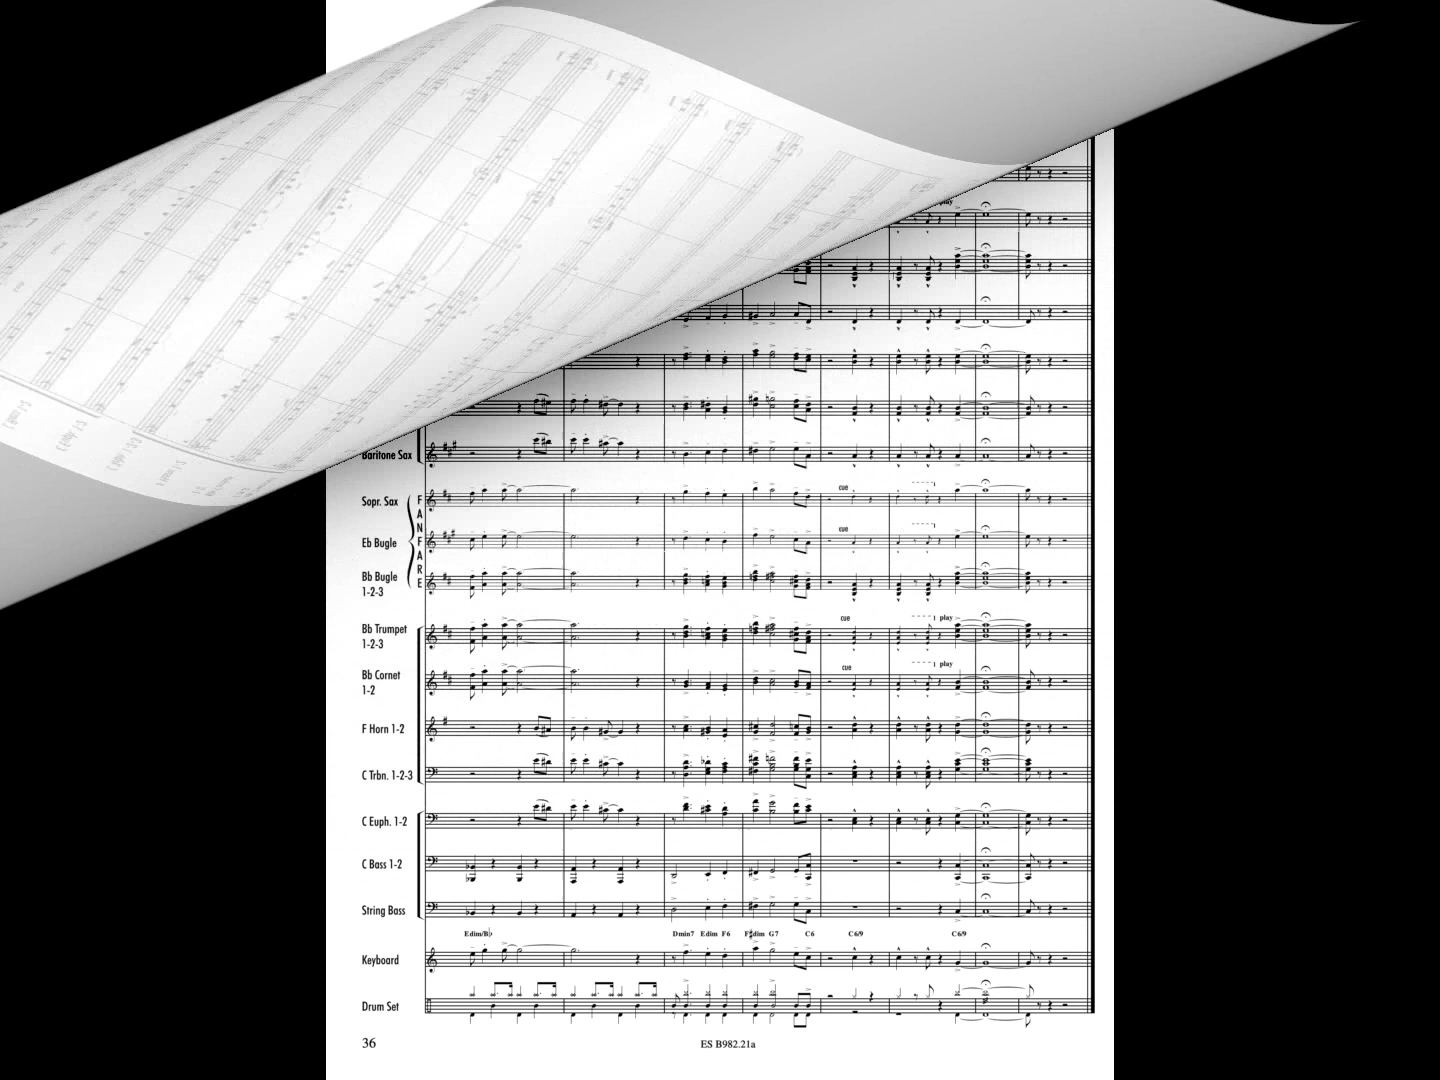 play
Baritone Sax
Sopr. Sax
cue
Eb Bugle
cue
Bb Bugle
1-2-3
FANFARE
Bb Trumpet
1-2-3
cue
play
Bb Cornet
1-2
cue
play
F Horn 1-2
C Trbn. 1-2-3
C Euph. 1-2
C Bass 1-2
String Bass
Edim/B♭ Dmin7 Edim F6 F♯dim G7 C6 C6/9 C6/9
Keyboard
Drum Set
36
ES B982.21a